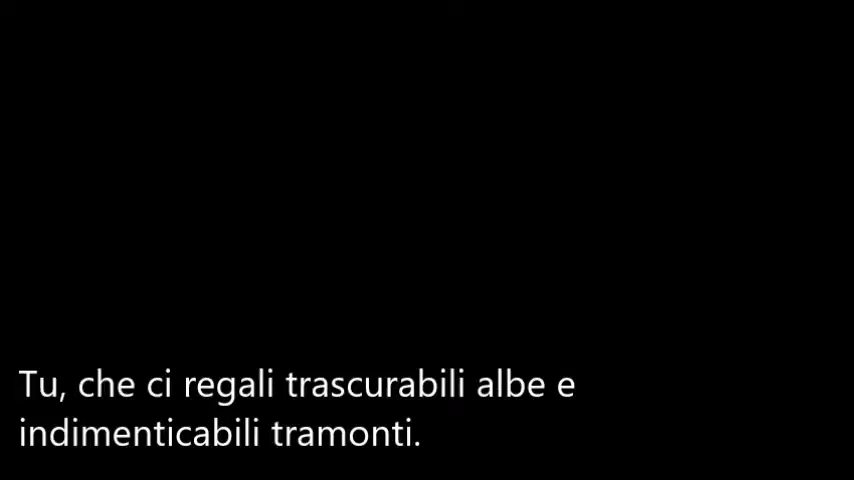 Tu, che ci regali trascurabili albe e
indimenticabili tramonti.